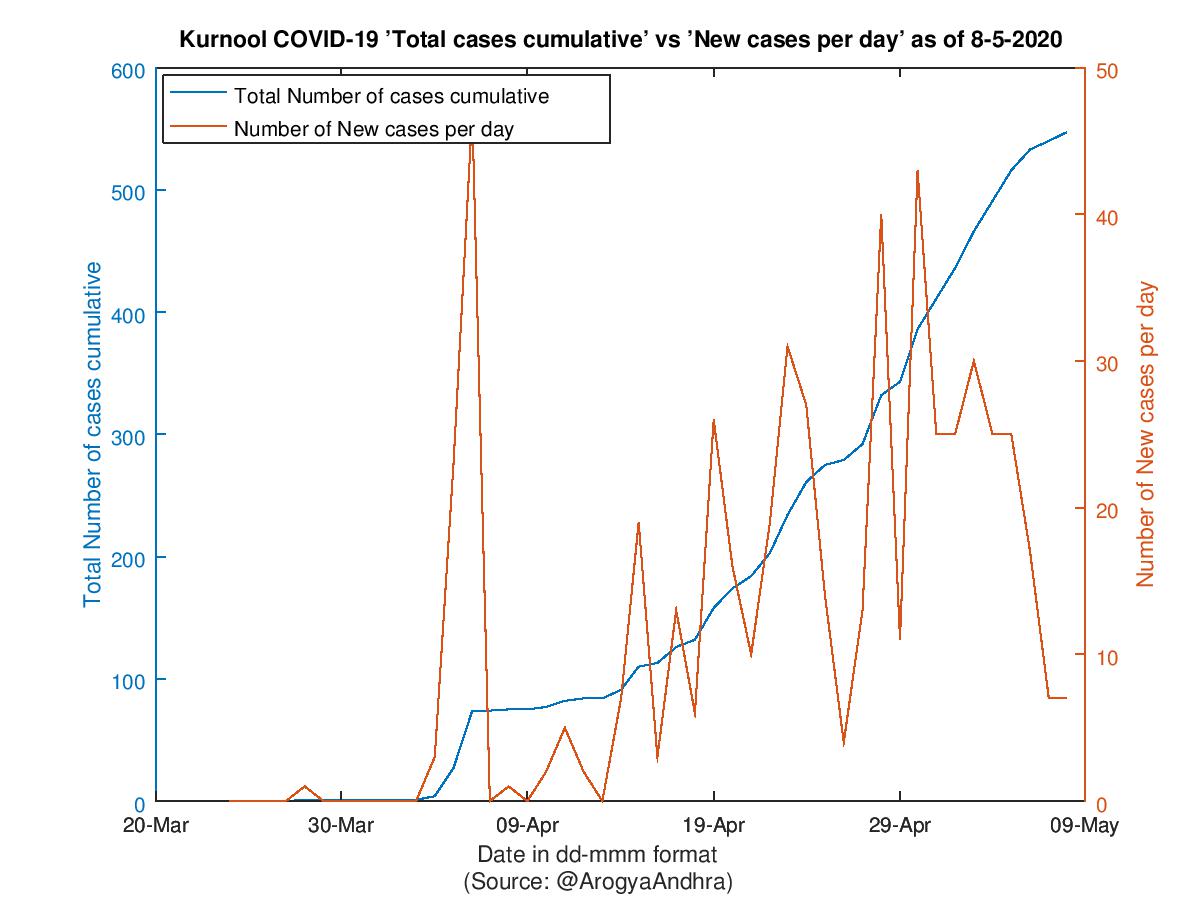 Kurnool COVID-19 ’Total cases cumulative’ vs ’New cases per day’ as of 8-5-2020
Total Number of cases cumulative
Number of New cases per day
600
500
400
300
200
100
0
Total Number of cases cumulative
50
40
30
20
10
0
Number of New cases per day
20-Mar 30-Mar 09-Apr 19-Apr 29-Apr 09-May
Date in dd-mmm format
(Source: @ArogyaAndhra)